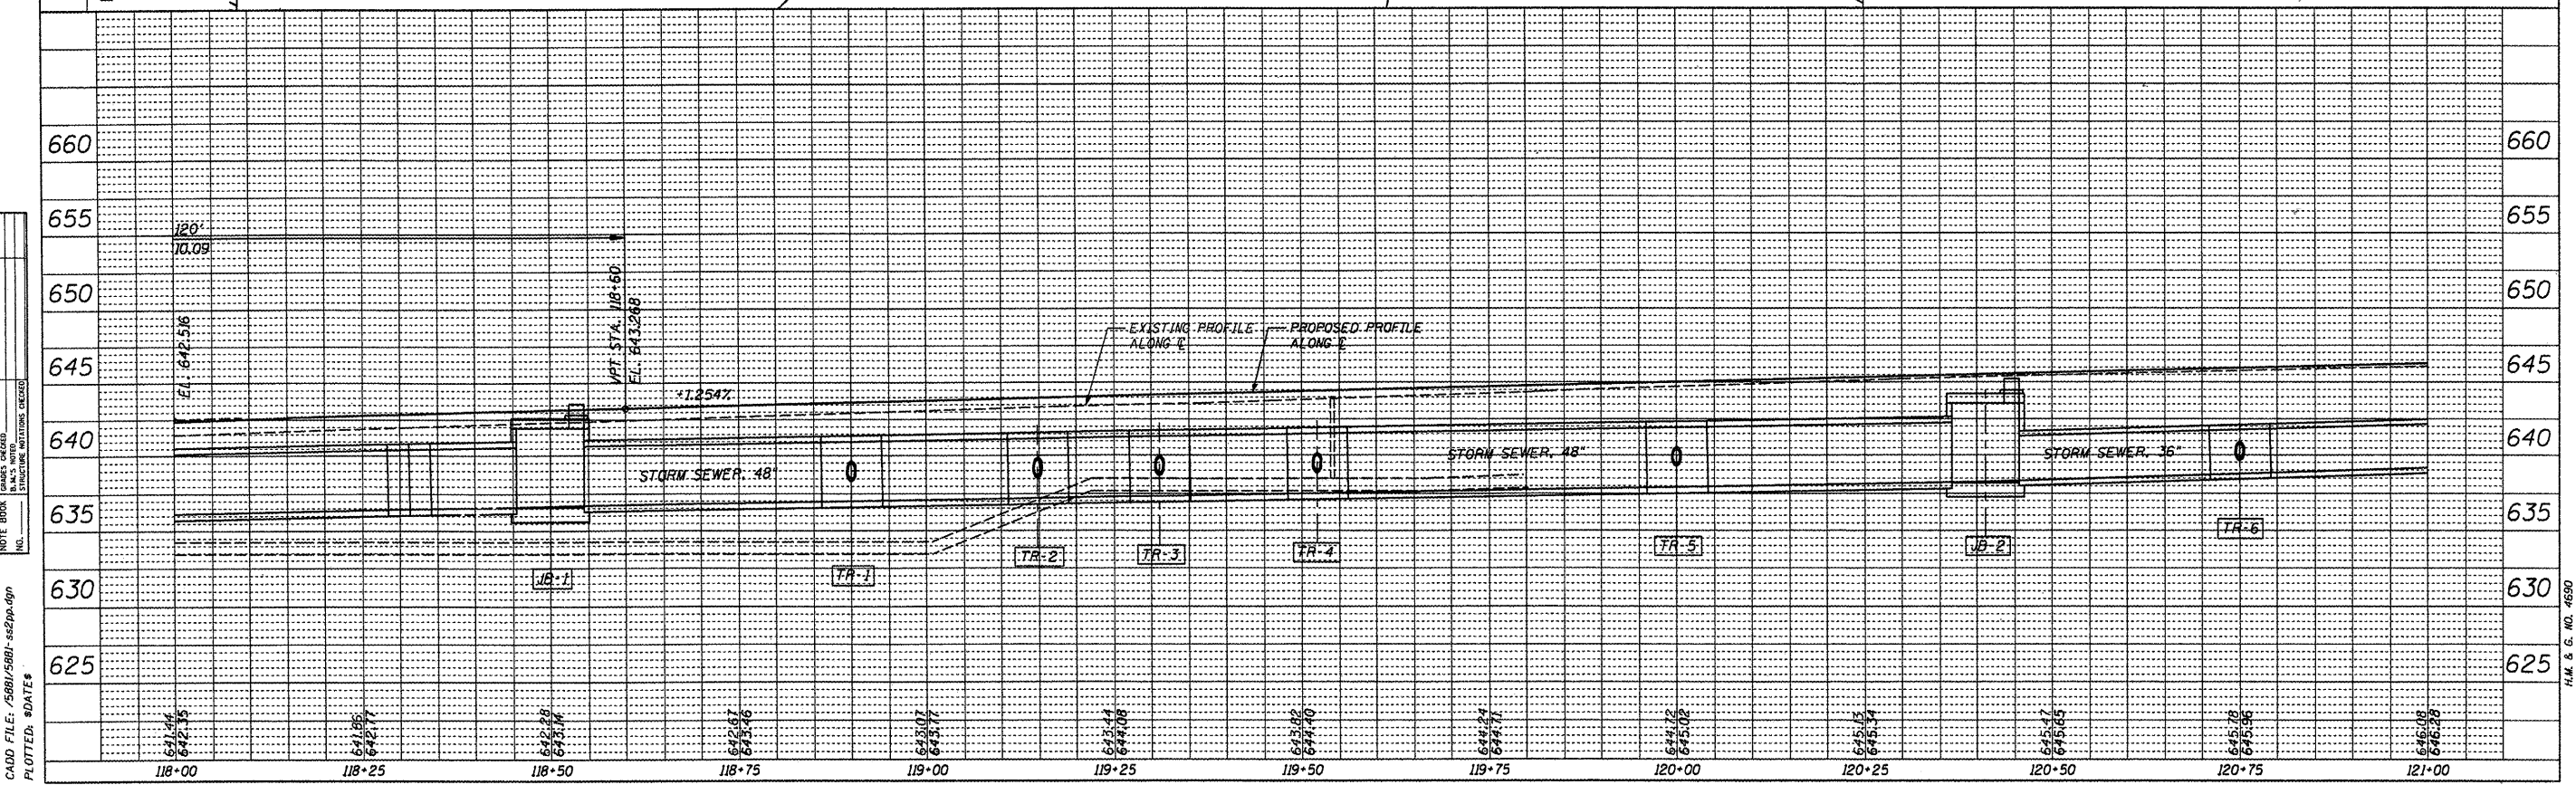 660
660
655
655
120'
10.09
650
650
EL. 642.516
VPT STA. 118+60
EL. 643.268
EXISTING PROFILE
ALONG ℄
PROPOSED PROFILE
ALONG ℄
645
645
+1.254%
640
640
STORM SEWER, 48"
STORM SEWER, 48"
STORM SEWER, 36"
635
635
JB-1
TR-1
TR-2
TR-3
TR-4
TR-5
JB-2
TR-6
630
630
625
625
641.44
642.35
641.86
642.77
642.28
643.14
642.67
643.46
643.07
643.77
643.44
644.08
643.82
644.40
644.24
644.71
644.72
645.02
645.13
645.34
645.47
645.65
645.78
645.96
646.08
646.28
118+00
118+25
118+50
118+75
119+00
119+25
119+50
119+75
120+00
120+25
120+50
120+75
121+00
NOTE BOOK
NO.
GRADES CHECKED
B.M.'S NOTED
STRUCTURE NOTATIONS CHECKED
CADD FILE: /5881/5881-ss2pp.dgn
PLOTTED: $DATE$
H.M. & G. NO. 4690